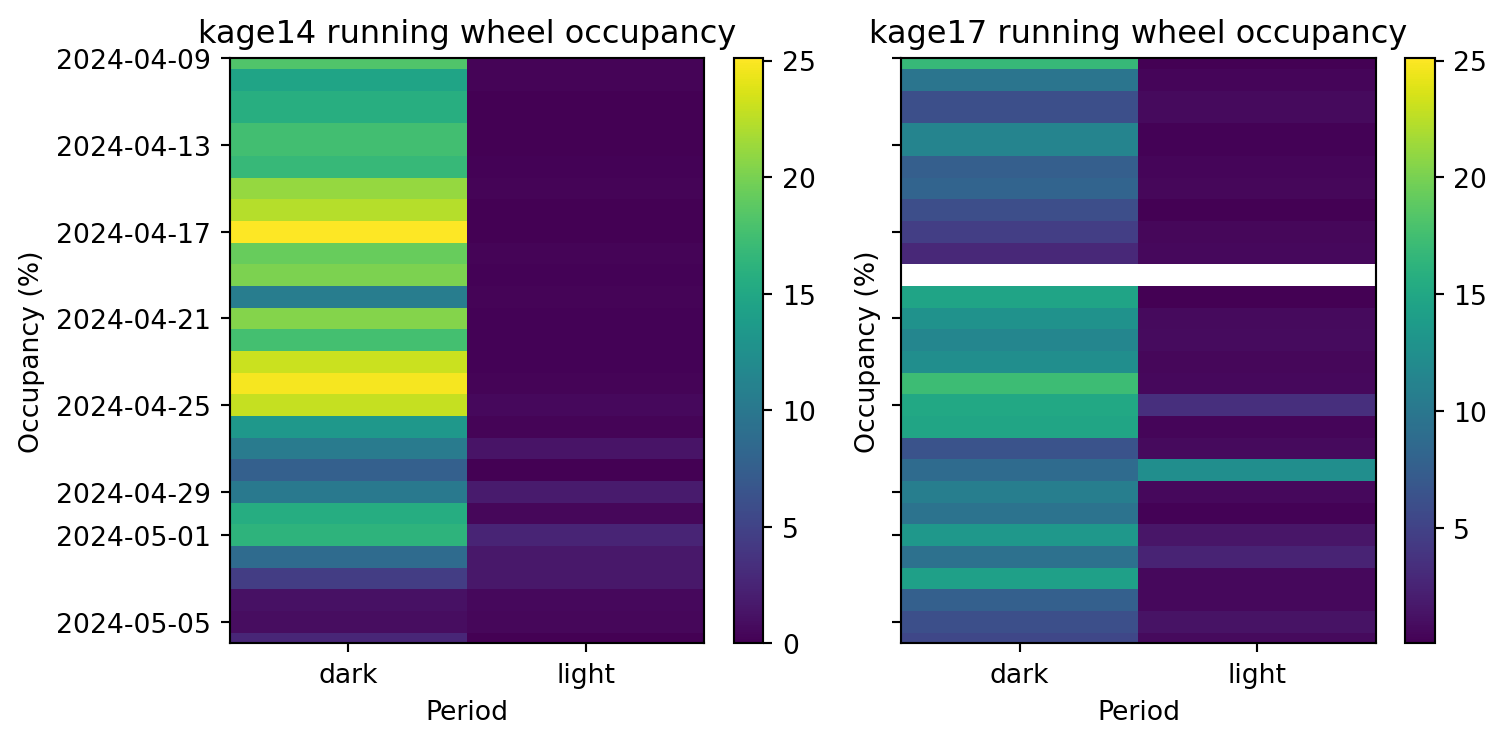 kage14 running wheel occupancy
2024-04-09
2024-04-13
2024-04-17
2024-04-21
2024-04-25
2024-04-29
2024-05-01
2024-05-05
Occupancy (%)
dark
light
Period
25
20
15
10
5
0
kage17 running wheel occupancy
Occupancy (%)
dark
light
Period
25
20
15
10
5